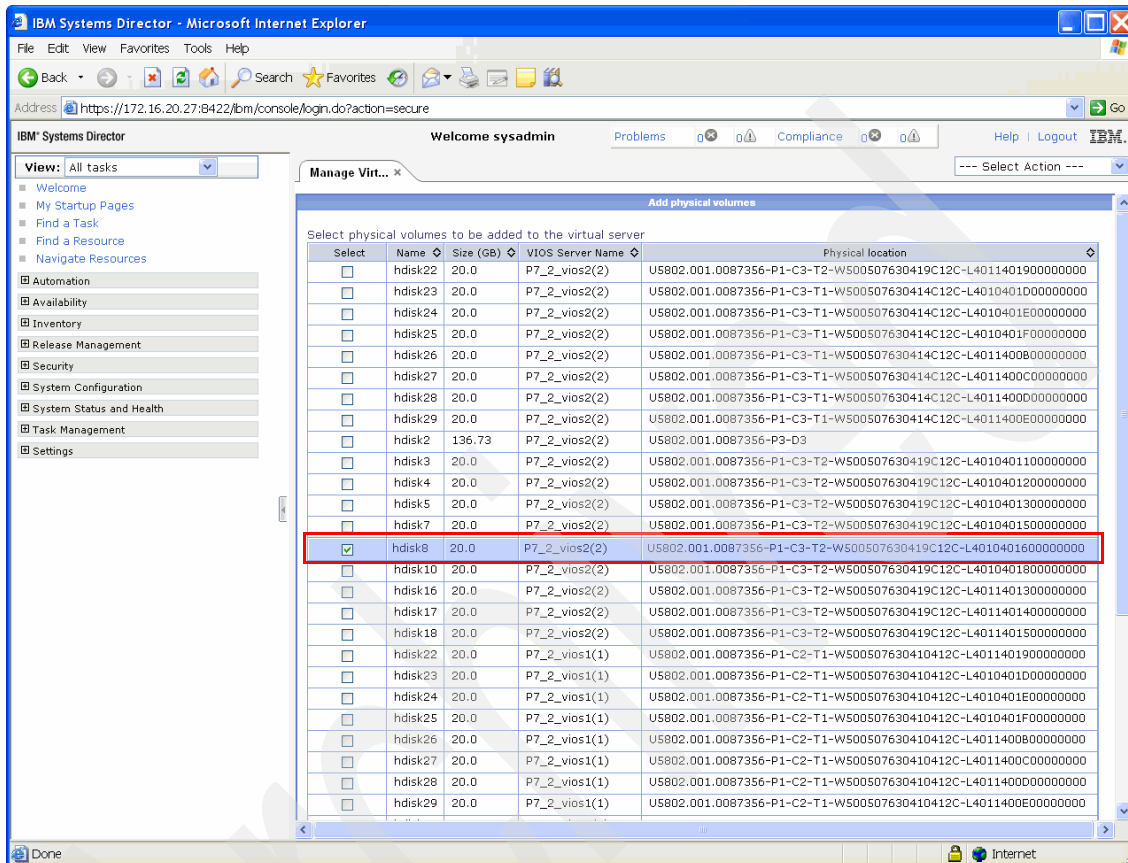 IBM Systems Director - Microsoft Internet Explorer
File Edit View Favorites Tools Help
Back Search Favorites
Address https://172.16.20.27:8422/ibm/console/login.do?action=secure Go
IBM® Systems Director Welcome sysadmin Problems 0 0 Compliance 0 0 Help | Logout IBM.
View: All tasks
Manage Virt... --- Select Action ---
Welcome
My Startup Pages
Find a Task
Find a Resource
Navigate Resources
Automation
Availability
Inventory
Release Management
Security
System Configuration
System Status and Health
Task Management
Settings
Add physical volumes
Select physical volumes to be added to the virtual server
Select Name Size (GB) VIOS Server Name Physical location
hdisk22 20.0 P7_2_vios2(2) U5802.001.0087356-P1-C3-T2-W500507630419C12C-L4011401900000000
hdisk23 20.0 P7_2_vios2(2) U5802.001.0087356-P1-C3-T1-W500507630414C12C-L4010401D00000000
hdisk24 20.0 P7_2_vios2(2) U5802.001.0087356-P1-C3-T1-W500507630414C12C-L4010401E00000000
hdisk25 20.0 P7_2_vios2(2) U5802.001.0087356-P1-C3-T1-W500507630414C12C-L4010401F00000000
hdisk26 20.0 P7_2_vios2(2) U5802.001.0087356-P1-C3-T1-W500507630414C12C-L4011400B00000000
hdisk27 20.0 P7_2_vios2(2) U5802.001.0087356-P1-C3-T1-W500507630414C12C-L4011400C00000000
hdisk28 20.0 P7_2_vios2(2) U5802.001.0087356-P1-C3-T1-W500507630414C12C-L4011400D00000000
hdisk29 20.0 P7_2_vios2(2) U5802.001.0087356-P1-C3-T1-W500507630414C12C-L4011400E00000000
hdisk2 136.73 P7_2_vios2(2) U5802.001.0087356-P3-D3
hdisk3 20.0 P7_2_vios2(2) U5802.001.0087356-P1-C3-T2-W500507630419C12C-L4010401100000000
hdisk4 20.0 P7_2_vios2(2) U5802.001.0087356-P1-C3-T2-W500507630419C12C-L4010401200000000
hdisk5 20.0 P7_2_vios2(2) U5802.001.0087356-P1-C3-T2-W500507630419C12C-L4010401300000000
hdisk7 20.0 P7_2_vios2(2) U5802.001.0087356-P1-C3-T2-W500507630419C12C-L4010401500000000
hdisk8 20.0 P7_2_vios2(2) U5802.001.0087356-P1-C3-T2-W500507630419C12C-L4010401600000000
hdisk10 20.0 P7_2_vios2(2) U5802.001.0087356-P1-C3-T2-W500507630419C12C-L4010401800000000
hdisk16 20.0 P7_2_vios2(2) U5802.001.0087356-P1-C3-T2-W500507630419C12C-L4011401300000000
hdisk17 20.0 P7_2_vios2(2) U5802.001.0087356-P1-C3-T2-W500507630419C12C-L4011401400000000
hdisk18 20.0 P7_2_vios2(2) U5802.001.0087356-P1-C3-T2-W500507630419C12C-L4011401500000000
hdisk22 20.0 P7_2_vios1(1) U5802.001.0087356-P1-C2-T1-W500507630410412C-L4011401900000000
hdisk23 20.0 P7_2_vios1(1) U5802.001.0087356-P1-C2-T1-W500507630410412C-L4010401D00000000
hdisk24 20.0 P7_2_vios1(1) U5802.001.0087356-P1-C2-T1-W500507630410412C-L4010401E00000000
hdisk25 20.0 P7_2_vios1(1) U5802.001.0087356-P1-C2-T1-W500507630410412C-L4010401F00000000
hdisk26 20.0 P7_2_vios1(1) U5802.001.0087356-P1-C2-T1-W500507630410412C-L4011400B00000000
hdisk27 20.0 P7_2_vios1(1) U5802.001.0087356-P1-C2-T1-W500507630410412C-L4011400C00000000
hdisk28 20.0 P7_2_vios1(1) U5802.001.0087356-P1-C2-T1-W500507630410412C-L4011400D00000000
hdisk29 20.0 P7_2_vios1(1) U5802.001.0087356-P1-C2-T1-W500507630410412C-L4011400E00000000
Done Internet